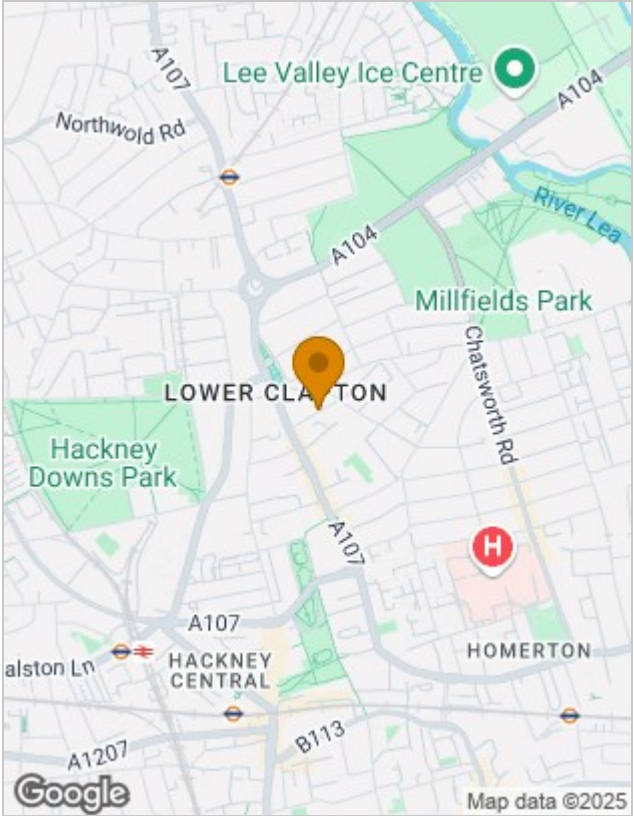 A107
Lee Valley Ice Centre
A104
Northwold Rd
River Lea
A104
Millfields Park
Chatsworth Rd
LOWER CLAPTON
Hackney
Downs Park
A107
H
A107
HOMERTON
alston Ln
HACKNEY
CENTRAL
B113
A1207
Google
Map data ©2025